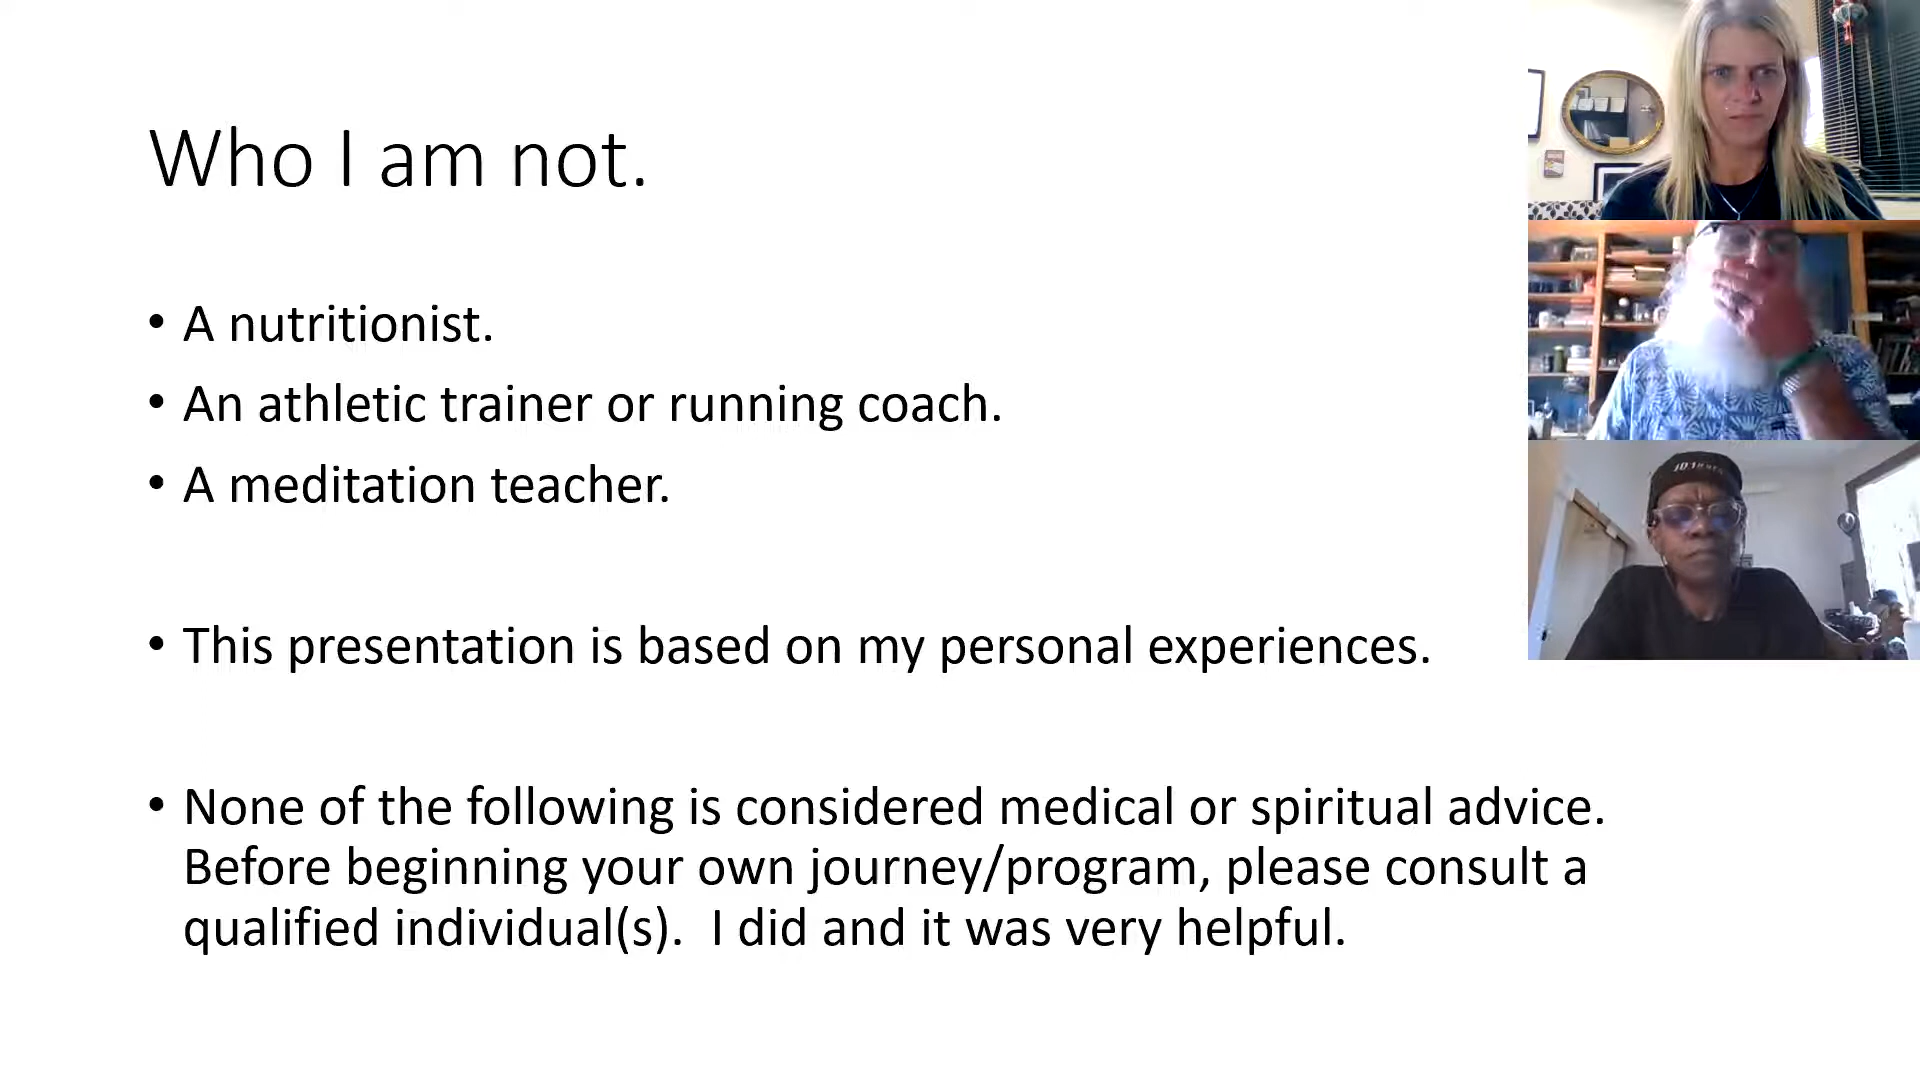 Who I am not.
• A nutritionist.
• An athletic trainer or running coach.
• A meditation teacher.
• This presentation is based on my personal experiences.
• None of the following is considered medical or spiritual advice.
Before beginning your own journey/program, please consult a
qualified individual(s).  I did and it was very helpful.